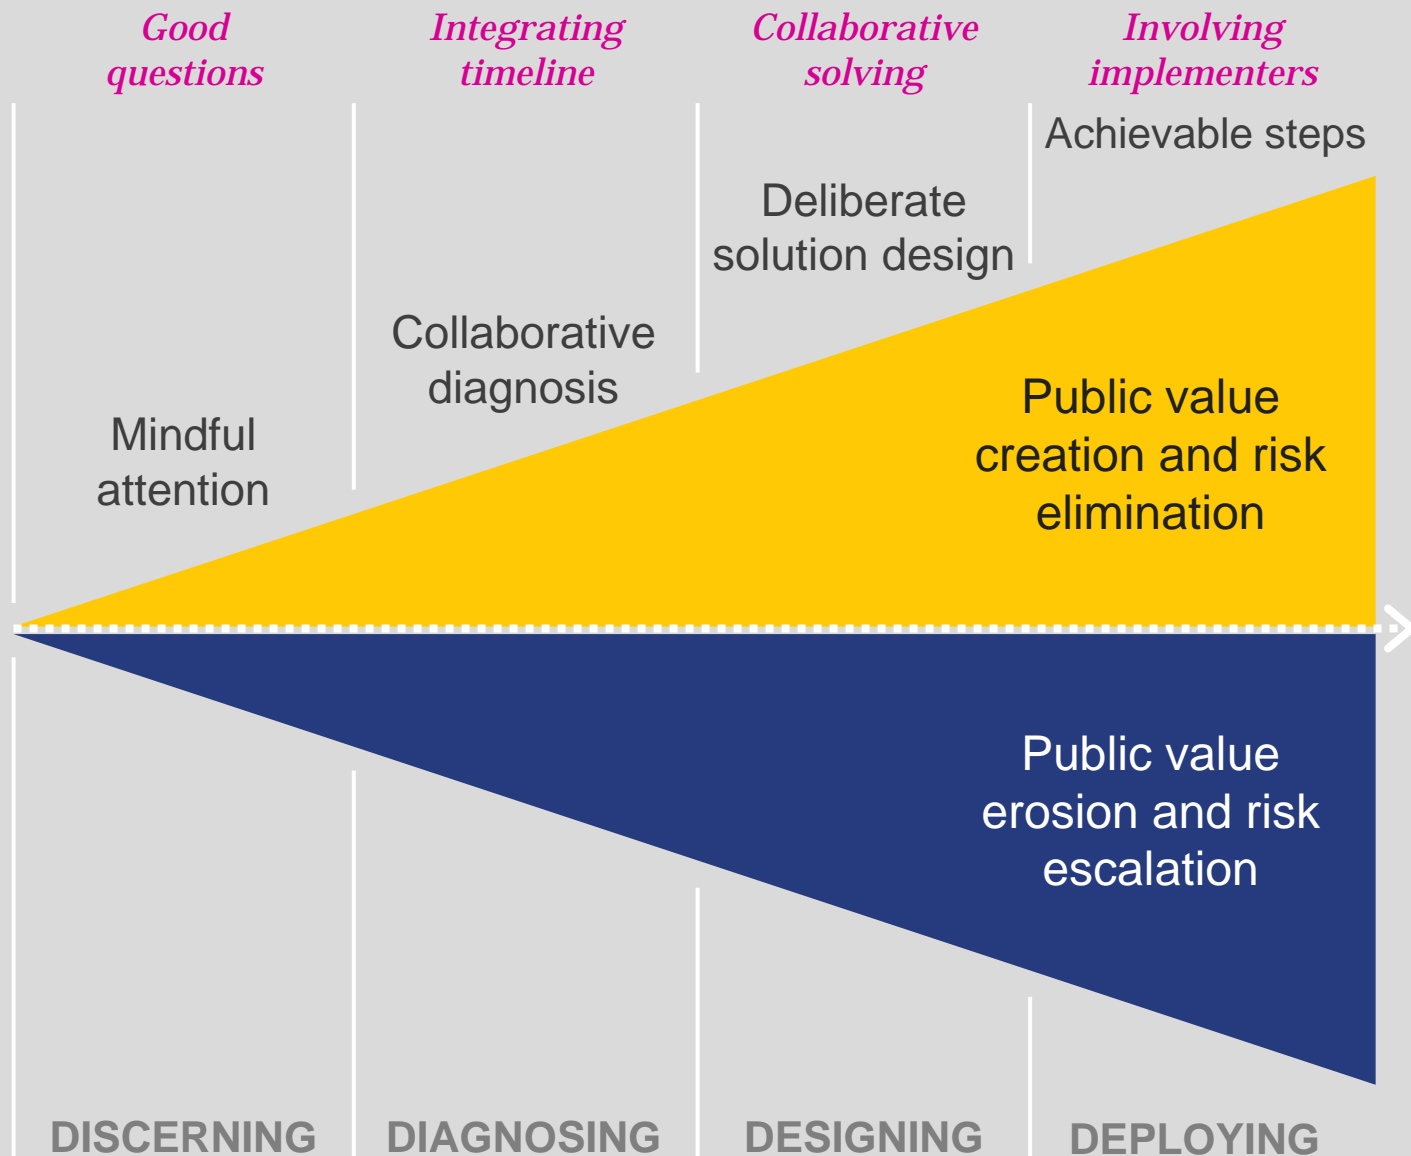 Good
questions
Integrating
timeline
Collaborative
solving
Involving
implementers
Achievable steps
Deliberate
solution design
Collaborative
diagnosis
Mindful
attention
Public value
creation and risk
elimination
Public value
erosion and risk
escalation
DISCERNING
DIAGNOSING
DESIGNING
DEPLOYING